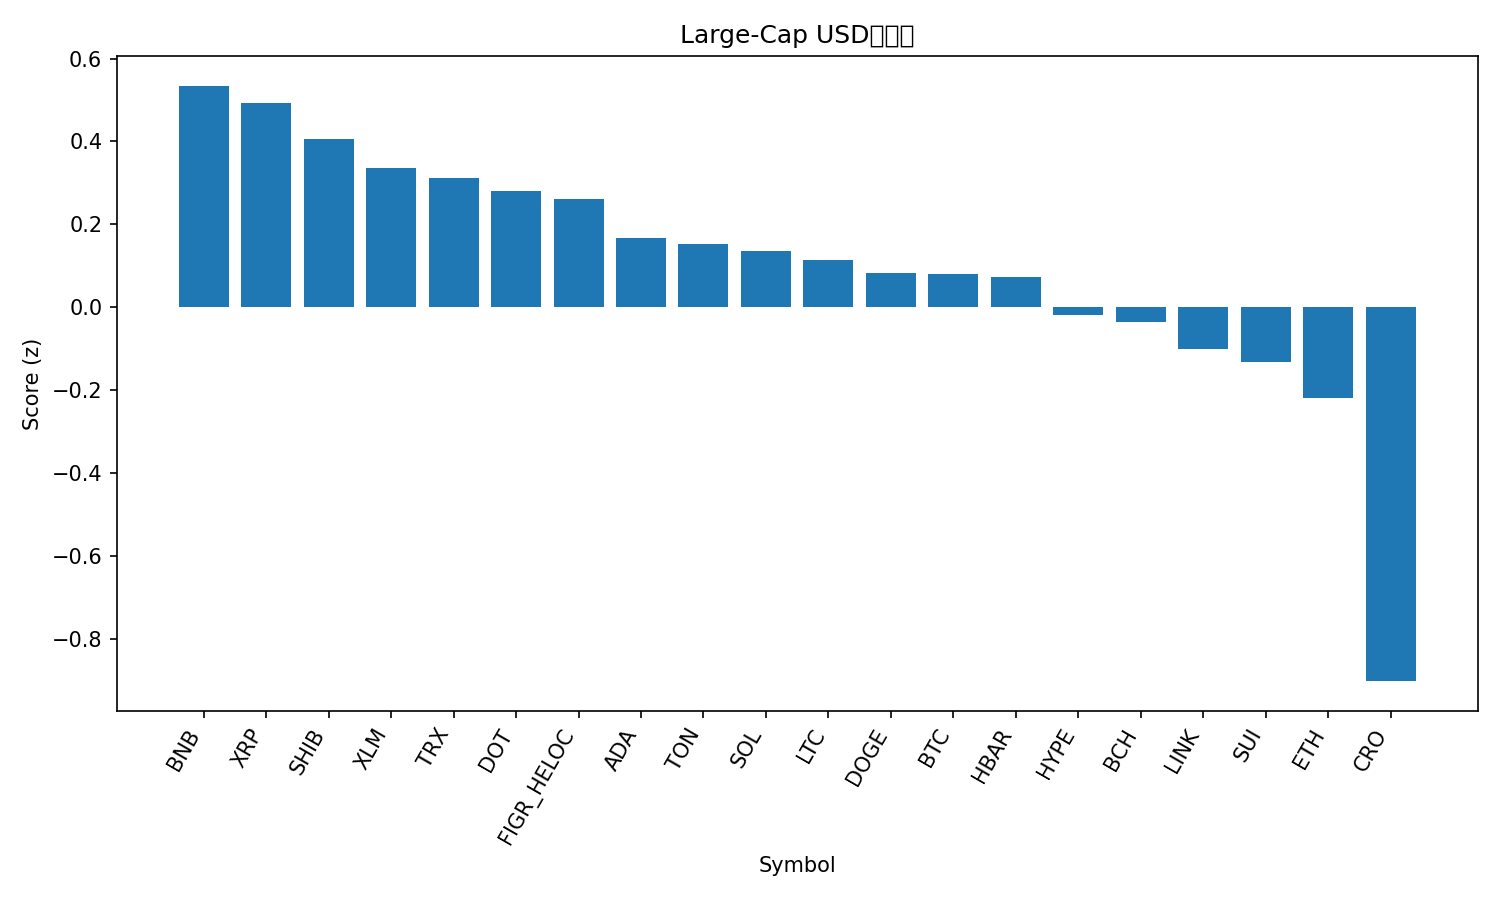 Large-Cap USD
0.6
0.4
0.2
0.0
−0.2
−0.4
−0.6
−0.8
Score (z)
BNB
XRP
SHIB
XLM
TRX
DOT
FIGR_HELOC
ADA
TON
SOL
LTC
DOGE
BTC
HBAR
HYPE
BCH
LINK
SUI
ETH
CRO
Symbol